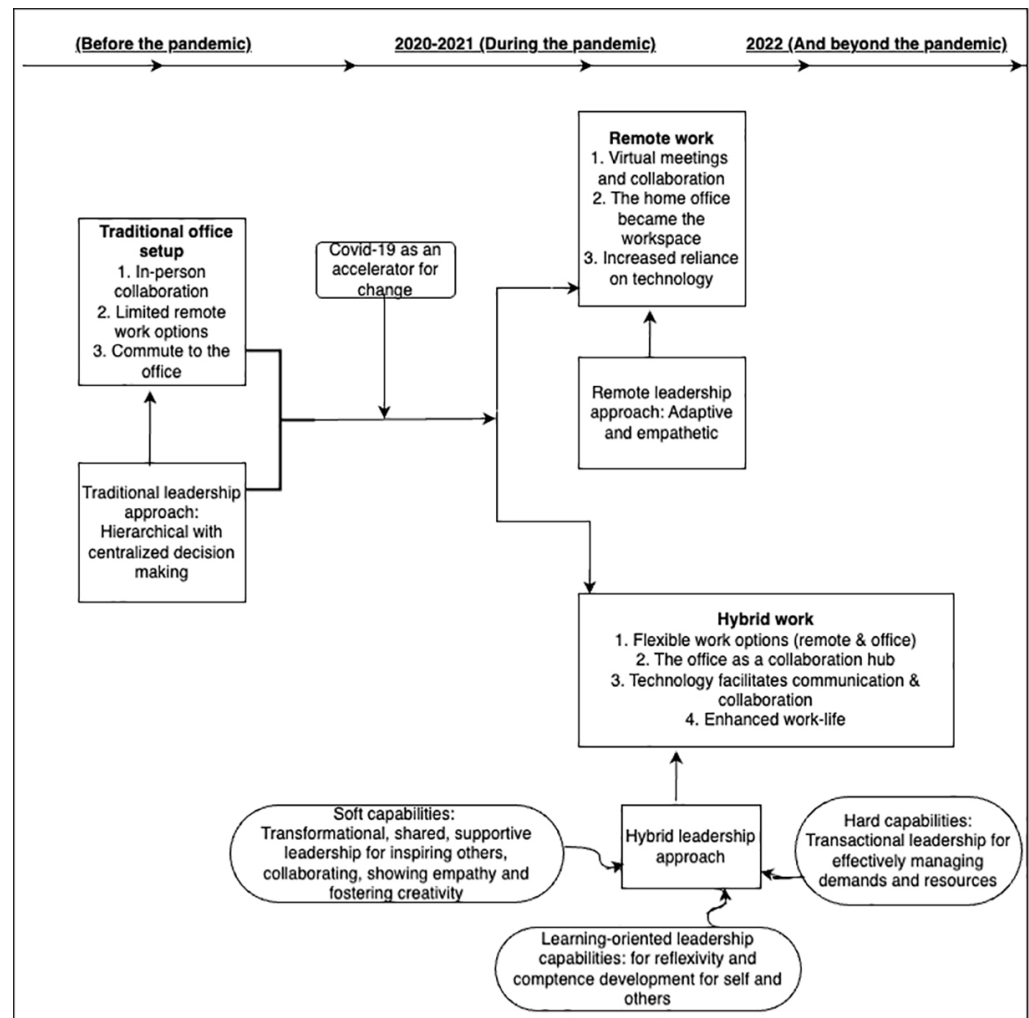 (Before the pandemic)
2020-2021 (During the pandemic)
2022 (And beyond the pandemic)
Traditional office
setup
1. In-person
collaboration
2. Limited remote
work options
3. Commute to the
office
Traditional leadership
approach:
Hierarchical with
centralized decision
making
Covid-19 as an
accelerator for
change
Remote work
1. Virtual meetings
and collaboration
2. The home office
became the
workspace
3. Increased reliance
on technology
Remote leadership
approach: Adaptive
and empathetic
Hybrid work
1. Flexible work options (remote & office)
2. The office as a collaboration hub
3. Technology facilitates communication &
collaboration
4. Enhanced work-life
Soft capabilities:
Transformational, shared, supportive
leadership for inspiring others,
collaborating, showing empathy and
fostering creativity
Hybrid leadership
approach
Hard capabilities:
Transactional leadership for
effectively managing
demands and resources
Learning-oriented leadership
capabilities: for reflexivity and
comptence development for self and
others